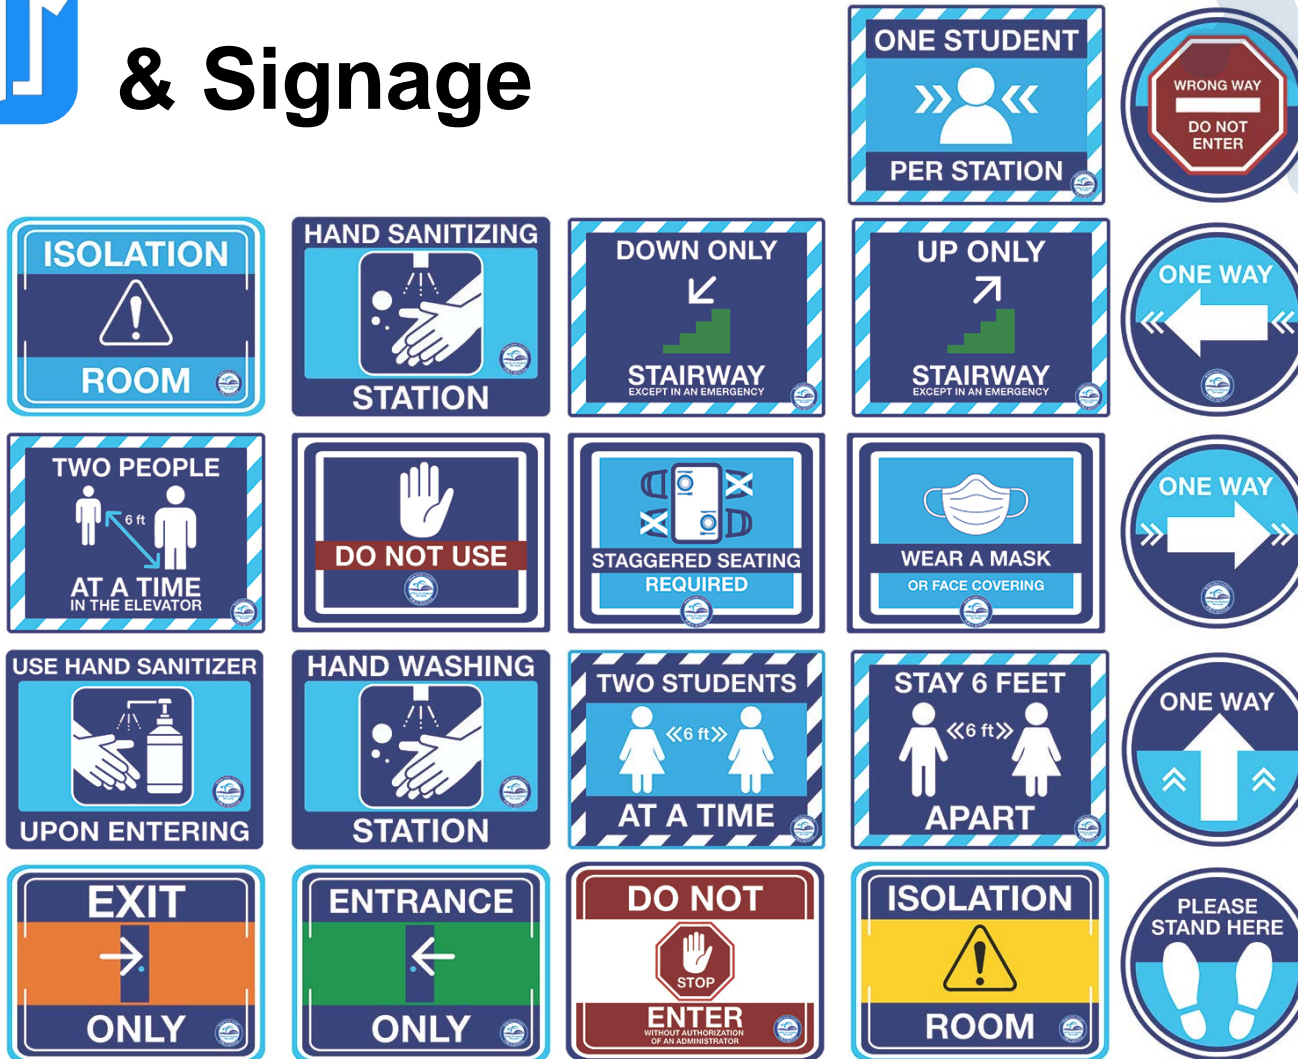 & Signage
ONE STUDENT
PER STATION
WRONG WAY
DO NOT
ENTER
ISOLATION
ROOM
HAND SANITIZING
STATION
DOWN ONLY
STAIRWAY
EXCEPT IN AN EMERGENCY
UP ONLY
STAIRWAY
EXCEPT IN AN EMERGENCY
ONE WAY
TWO PEOPLE
6 ft
AT A TIME
IN THE ELEVATOR
DO NOT USE
STAGGERED SEATING
REQUIRED
WEAR A MASK
OR FACE COVERING
ONE WAY
USE HAND SANITIZER
UPON ENTERING
HAND WASHING
STATION
TWO STUDENTS
6 ft
AT A TIME
STAY 6 FEET
6 ft
APART
ONE WAY
EXIT
ONLY
ENTRANCE
ONLY
DO NOT
STOP
ENTER
WITHOUT AUTHORIZATION
OF AN ADMINISTRATOR
ISOLATION
ROOM
PLEASE
STAND HERE